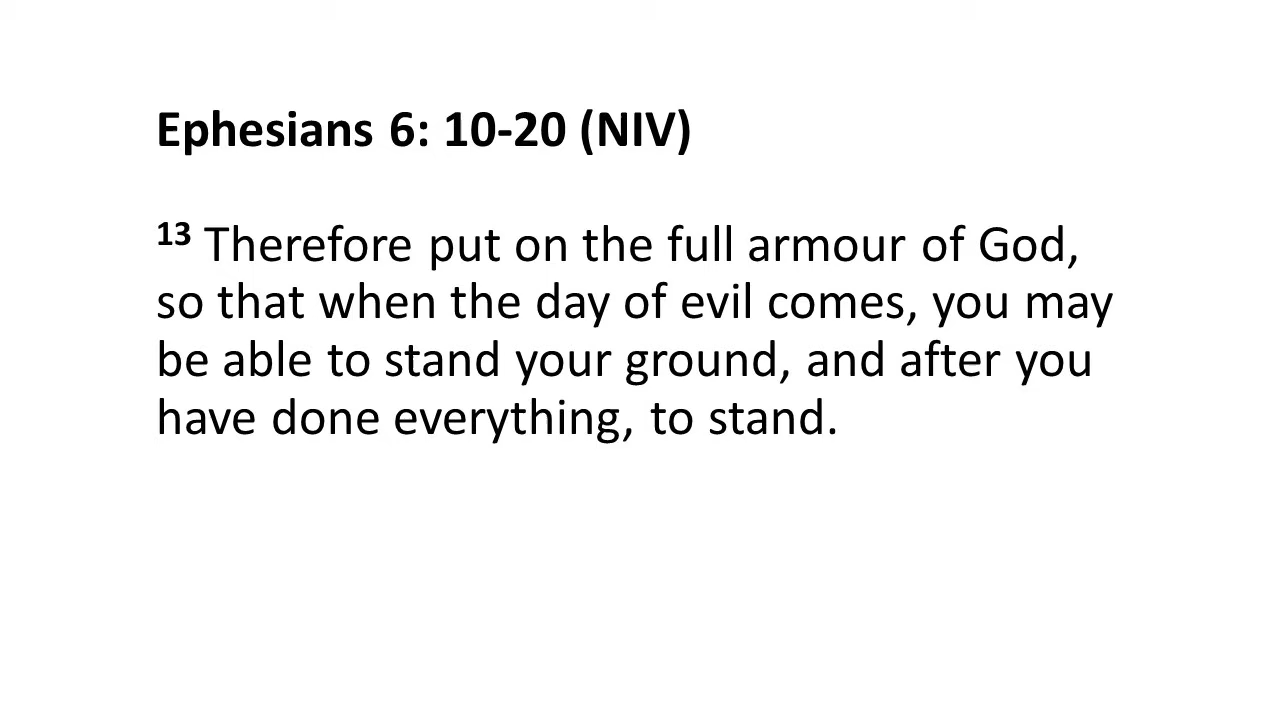 Ephesians 6: 10-20 (NIV)
13 Therefore put on the full armour of God,
so that when the day of evil comes, you may
be able to stand your ground, and after you
have done everything, to stand.